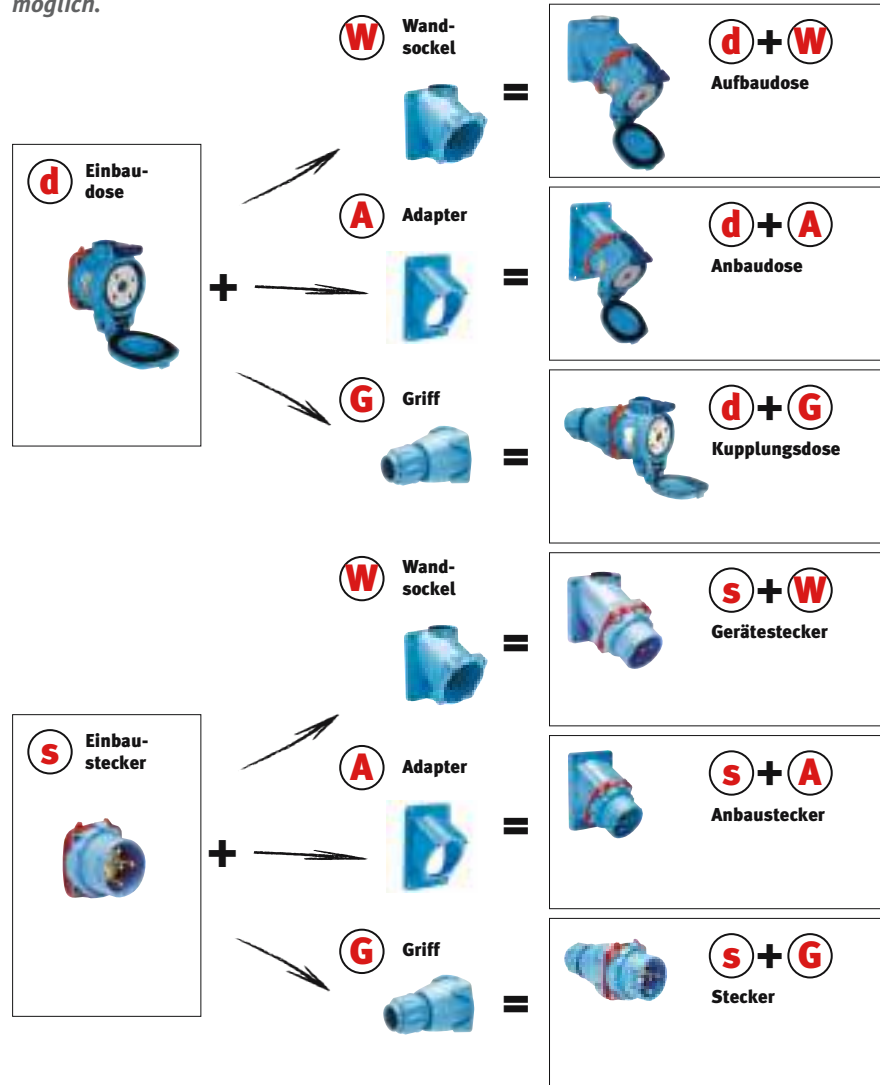 möglich.
W Wand-
sockel
=
d + W
Aufbaudose
d Einbau-
dose
+
A Adapter
=
d + A
Anbaudose
G Griff
=
d + G
Kupplungsdose
W Wand-
sockel
=
s + W
Gerätestecker
s Einbau-
stecker
+
A Adapter
=
s + A
Anbaustecker
G Griff
=
s + G
Stecker